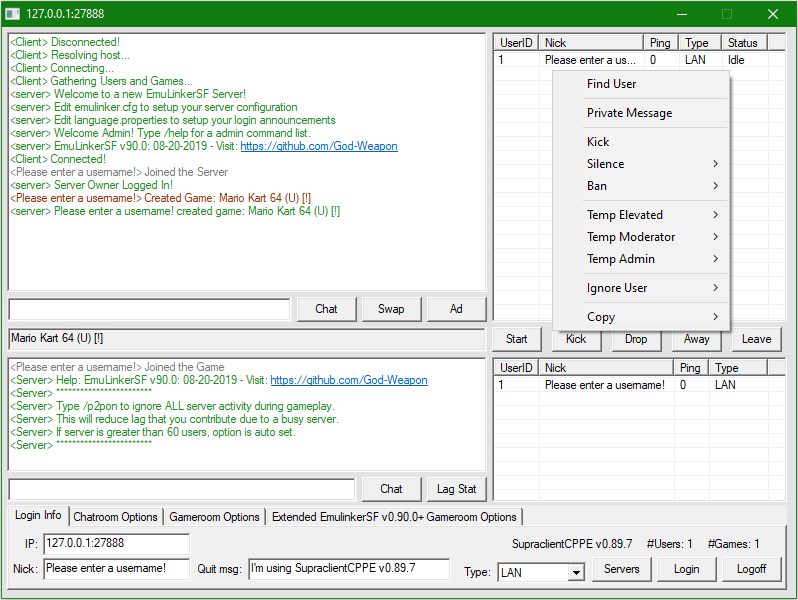 127.0.0.1:27888
<Client> Disconnected!
<Client> Resolving host...
<Client> Connecting...
<Client> Gathering Users and Games...
<server> Welcome to a new EmuLinkerSF Server!
<server> Edit emulinker.cfg to setup your server configuration
<server> Edit language.properties to setup your login announcements
<server> Welcome Admin! Type /help for a admin command list.
<server> EmuLinkerSF v90.0: 08-20-2019 - Visit: https://github.com/God-Weapon
<Client> Connected!
<Please enter a username!> Joined the Server
<server> Server Owner Logged In!
<Please enter a username!> Created Game: Mario Kart 64 (U) [!]
<server> Please enter a username! created game: Mario Kart 64 (U) [!]
UserID Nick Ping Type Status
1 Please enter a us... 0 LAN Idle
Find User
Private Message
Kick
Silence
Ban
Temp Elevated
Temp Moderator
Temp Admin
Ignore User
Copy
Chat Swap Ad
Mario Kart 64 (U) [!]
Start Kick Drop Away Leave
<Please enter a username!> Joined the Game
<Server> Help: EmuLinkerSF v90.0: 08-20-2019 - Visit: https://github.com/God-Weapon
<Server> ************************
<Server> Type /p2pon to ignore ALL server activity during gameplay.
<Server> This will reduce lag that you contribute due to a busy server.
<Server> If server is greater than 60 users, option is auto set.
<Server> ************************
UserID Nick Ping Type
1 Please enter a username! 0 LAN
Chat Lag Stat
Login Info Chatroom Options Gameroom Options Extended EmulinkerSF v0.90.0+ Gameroom Options
IP: 127.0.0.1:27888 SupraclientCPPE v0.89.7 #Users: 1 #Games: 1
Nick: Please enter a username! Quit msg: I'm using SupraclientCPPE v0.89.7 Type: LAN Servers Login Logoff